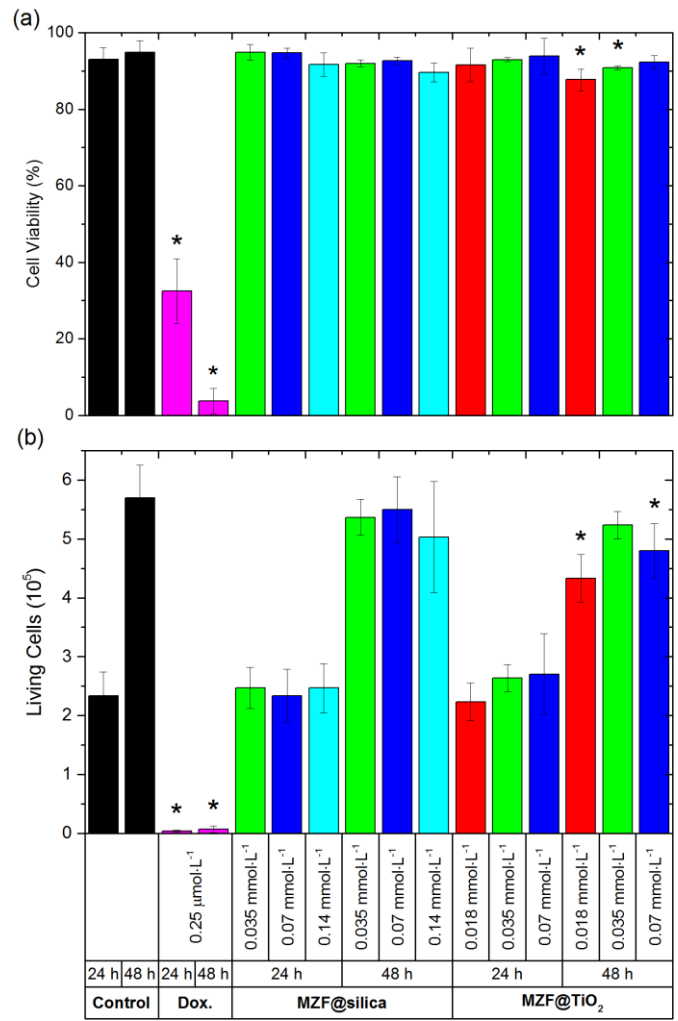 (a)
100
80
60
40
20
0
Cell Viability (%)
*
*
*
*
(b)
6
5
4
3
2
1
0
Living Cells (10⁵)
*
*
*
*
0.25 µmol·L⁻¹
0.035 mmol·L⁻¹
0.07 mmol·L⁻¹
0.14 mmol·L⁻¹
0.035 mmol·L⁻¹
0.07 mmol·L⁻¹
0.14 mmol·L⁻¹
0.018 mmol·L⁻¹
0.035 mmol·L⁻¹
0.07 mmol·L⁻¹
0.018 mmol·L⁻¹
0.035 mmol·L⁻¹
0.07 mmol·L⁻¹
24 h 48 h 24 h 48 h 24 h 48 h 24 h 48 h
Control Dox. MZF@silica MZF@TiO₂